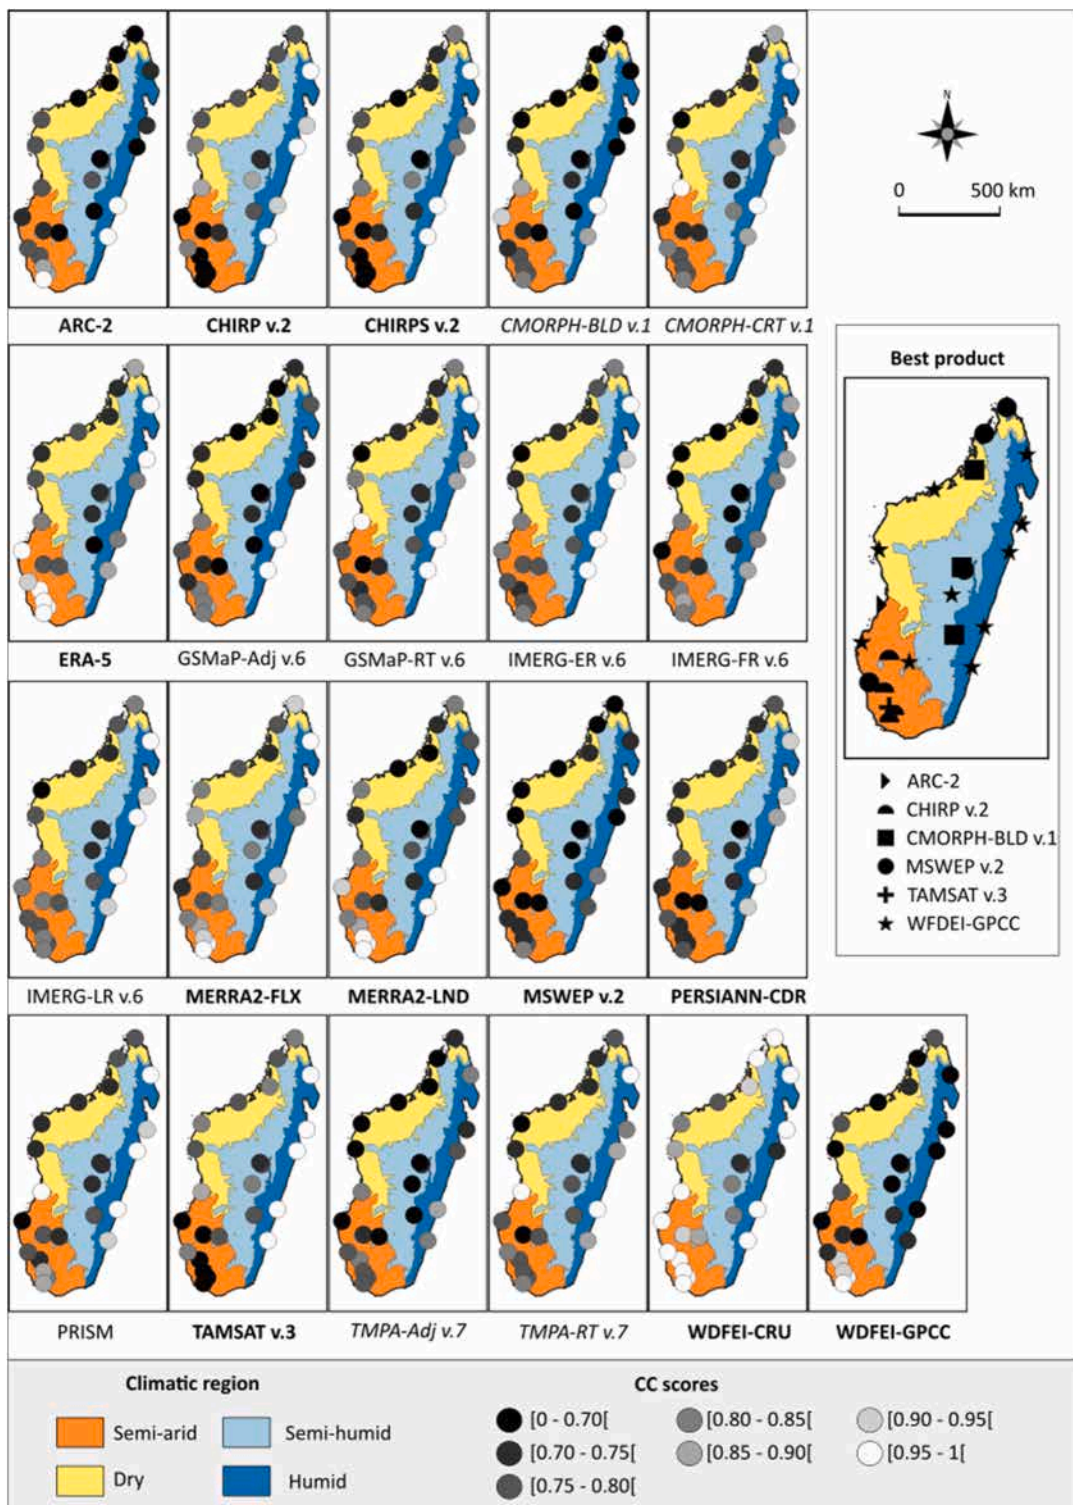 N
0 500 km
ARC-2 CHIRP v.2 CHIRPS v.2 CMORPH-BLD v.1 CMORPH-CRT v.1
Best product
ERA-5 GSMaP-Adj v.6 GSMaP-RT v.6 IMERG-ER v.6 IMERG-FR v.6
ARC-2
CHIRP v.2
CMORPH-BLD v.1
MSWEP v.2
TAMSAT v.3
WFDEI-GPCC
IMERG-LR v.6 MERRA2-FLX MERRA2-LND MSWEP v.2 PERSIANN-CDR
PRISM TAMSAT v.3 TMPA-Adj v.7 TMPA-RT v.7 WDFEI-CRU WDFEI-GPCC
Climatic region
Semi-arid Semi-humid
Dry Humid
CC scores
[0 - 0.70[ [0.80 - 0.85[ [0.90 - 0.95[
[0.70 - 0.75[ [0.85 - 0.90[ [0.95 - 1[
[0.75 - 0.80[